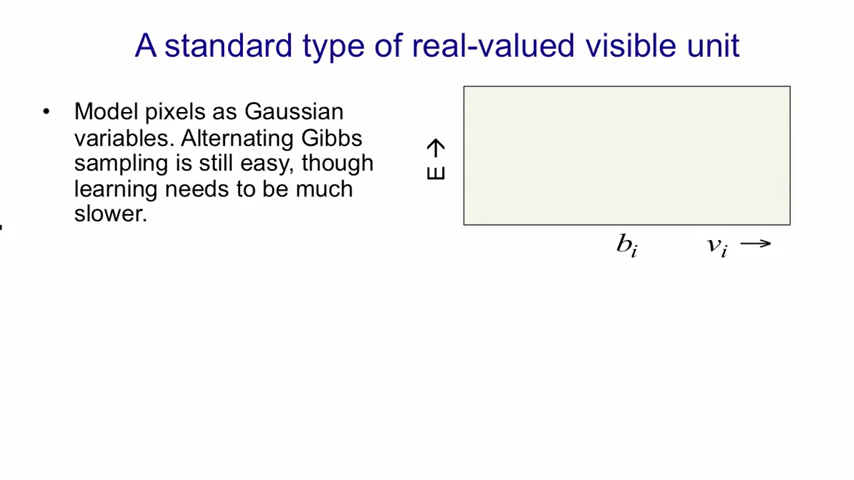 A standard type of real-valued visible unit
• Model pixels as Gaussian
variables. Alternating Gibbs
sampling is still easy, though
learning needs to be much
slower.
E →
b_i v_i →